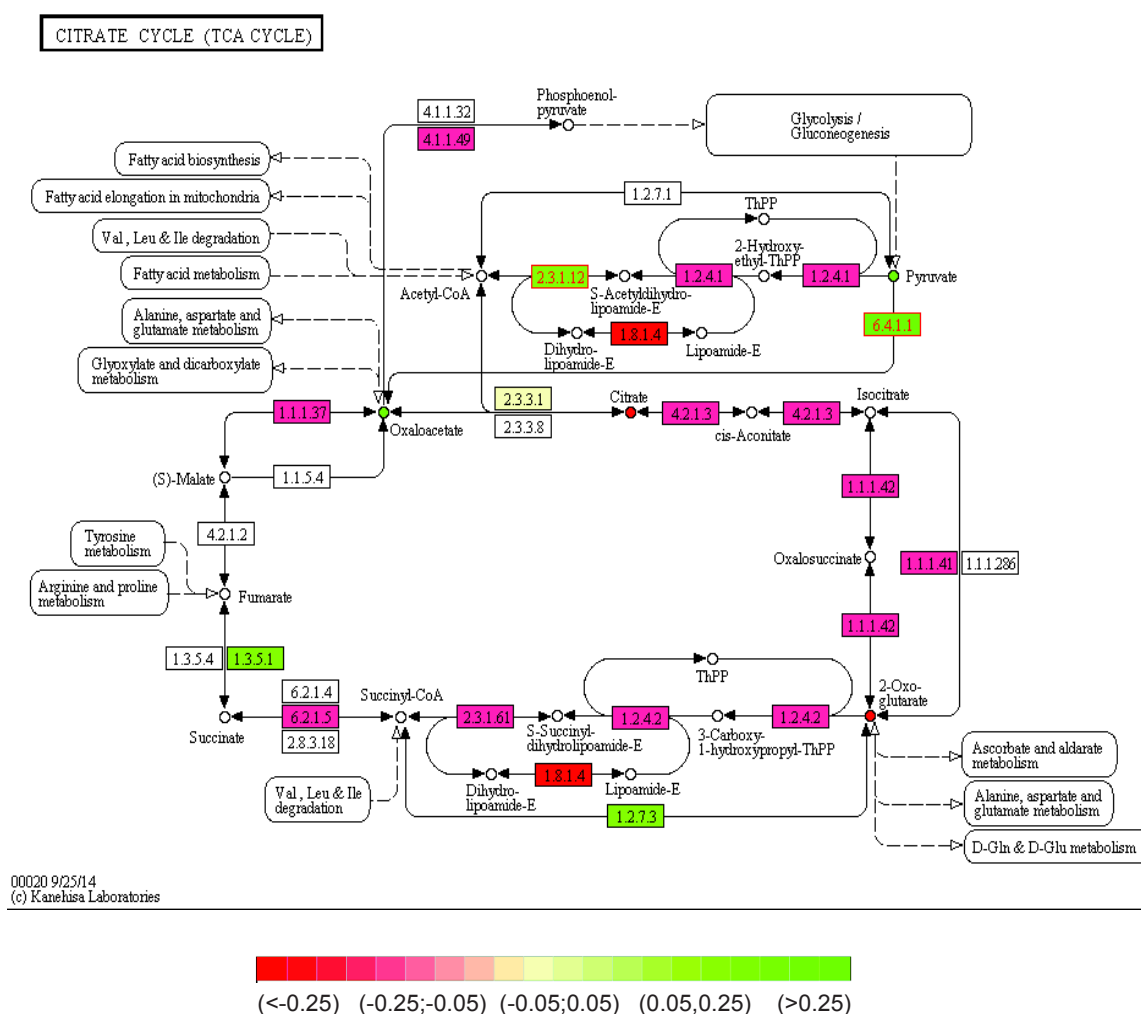 CITRATE CYCLE (TCA CYCLE)
Phosphoenol-
pyruvate
4.1.1.32
4.1.1.49
Glycolysis /
Gluconeogenesis
Fatty acid biosynthesis
Fatty acid elongation in mitochondria
Val, Leu & Ile degradation
Fatty acid metabolism
1.2.7.1
ThPP
2-Hydroxy-
ethyl-ThPP
Acetyl-CoA
2.3.1.12
S-Acetyldihydro-
lipoamide-E
1.2.4.1
1.2.4.1
Pyruvate
Alanine, aspartate and
glutamate metabolism
1.8.1.4
Dihydro-
lipoamide-E
Lipoamide-E
6.4.1.1
Glyoxylate and dicarboxylate
metabolism
1.1.1.37
Oxaloacetate
2.3.3.1
2.3.3.8
Citrate
4.2.1.3
cis-Aconitate
4.2.1.3
Isocitrate
(S)-Malate
1.1.5.4
1.1.1.42
4.2.1.2
Tyrosine
metabolism
Oxalosuccinate
1.1.1.41
1.1.1.286
Arginine and proline
metabolism
Fumarate
1.1.1.42
1.3.5.4
1.3.5.1
ThPP
6.2.1.4
6.2.1.5
2.8.3.18
Succinate
Succinyl-CoA
2.3.1.61
S-Succinyl-
dihydrolipoamide-E
1.2.4.2
3-Carboxy-
1-hydroxypropyl-ThPP
1.2.4.2
2-Oxo-
glutarate
Val, Leu & Ile
degradation
Dihydro-
lipoamide-E
1.8.1.4
Lipoamide-E
1.2.7.3
Ascorbate and aldarate
metabolism
Alanine, aspartate and
glutamate metabolism
D-Gln & D-Glu metabolism
00020 9/25/14
(c) Kanehisa Laboratories
(<-0.25) (-0.25;-0.05) (-0.05;0.05) (0.05,0.25) (>0.25)